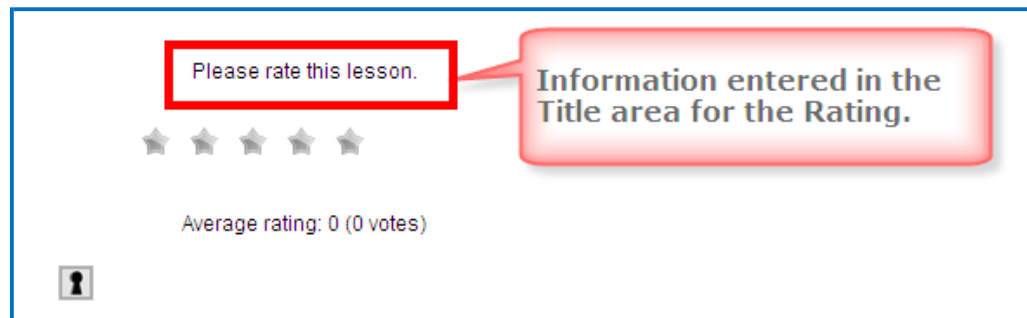 Please rate this lesson.
Information entered in the
Title area for the Rating.
Average rating: 0 (0 votes)